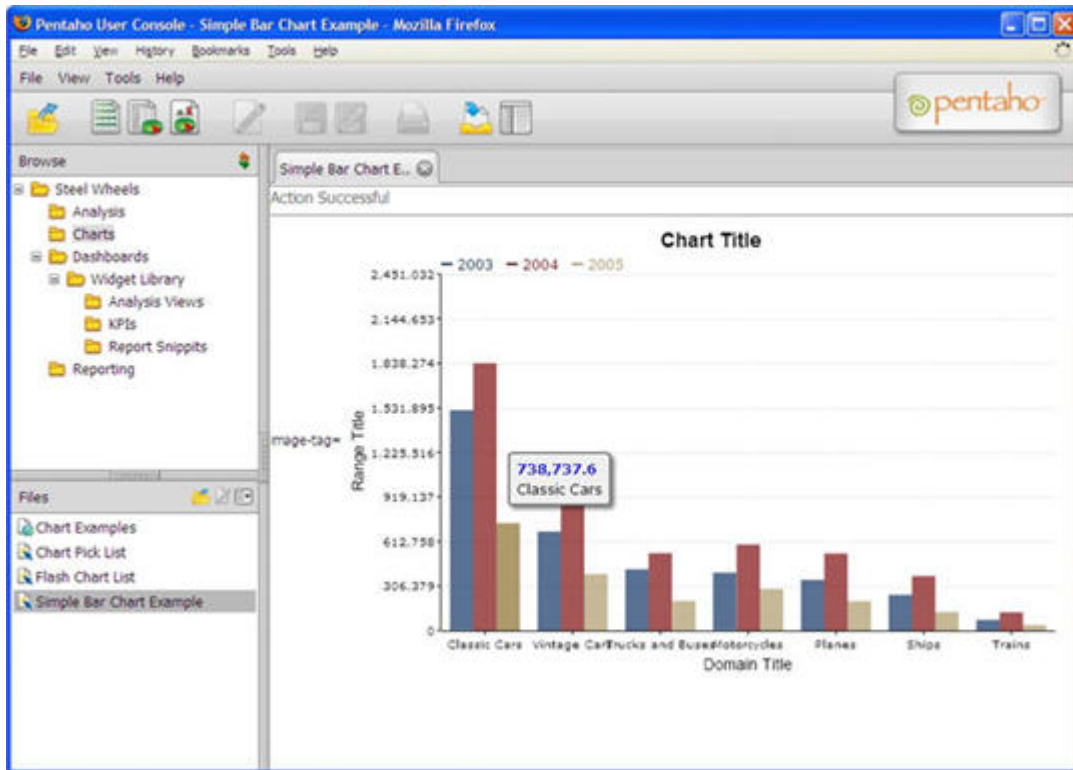 Pentaho User Console - Simple Bar Chart Example - Mozilla Firefox
File Edit View History Bookmarks Tools Help
File View Tools Help
pentaho
Browse
Steel Wheels
Analysis
Charts
Dashboards
Widget Library
Analysis Views
KPIs
Report Snippits
Reporting
Files
Chart Examples
Chart Pick List
Flash Chart List
Simple Bar Chart Example
Simple Bar Chart E..
Action Successful
mage-tag=
Chart Title
2003 2004 2005
Range Title
2,451,032
2,144,653
1,838,274
1,531,895
1,225,516
919,137
612,758
306,379
0
738,737.6
Classic Cars
Classic Cars Vintage Cars Trucks and Buses Motorcycles Planes Ships Trains
Domain Title